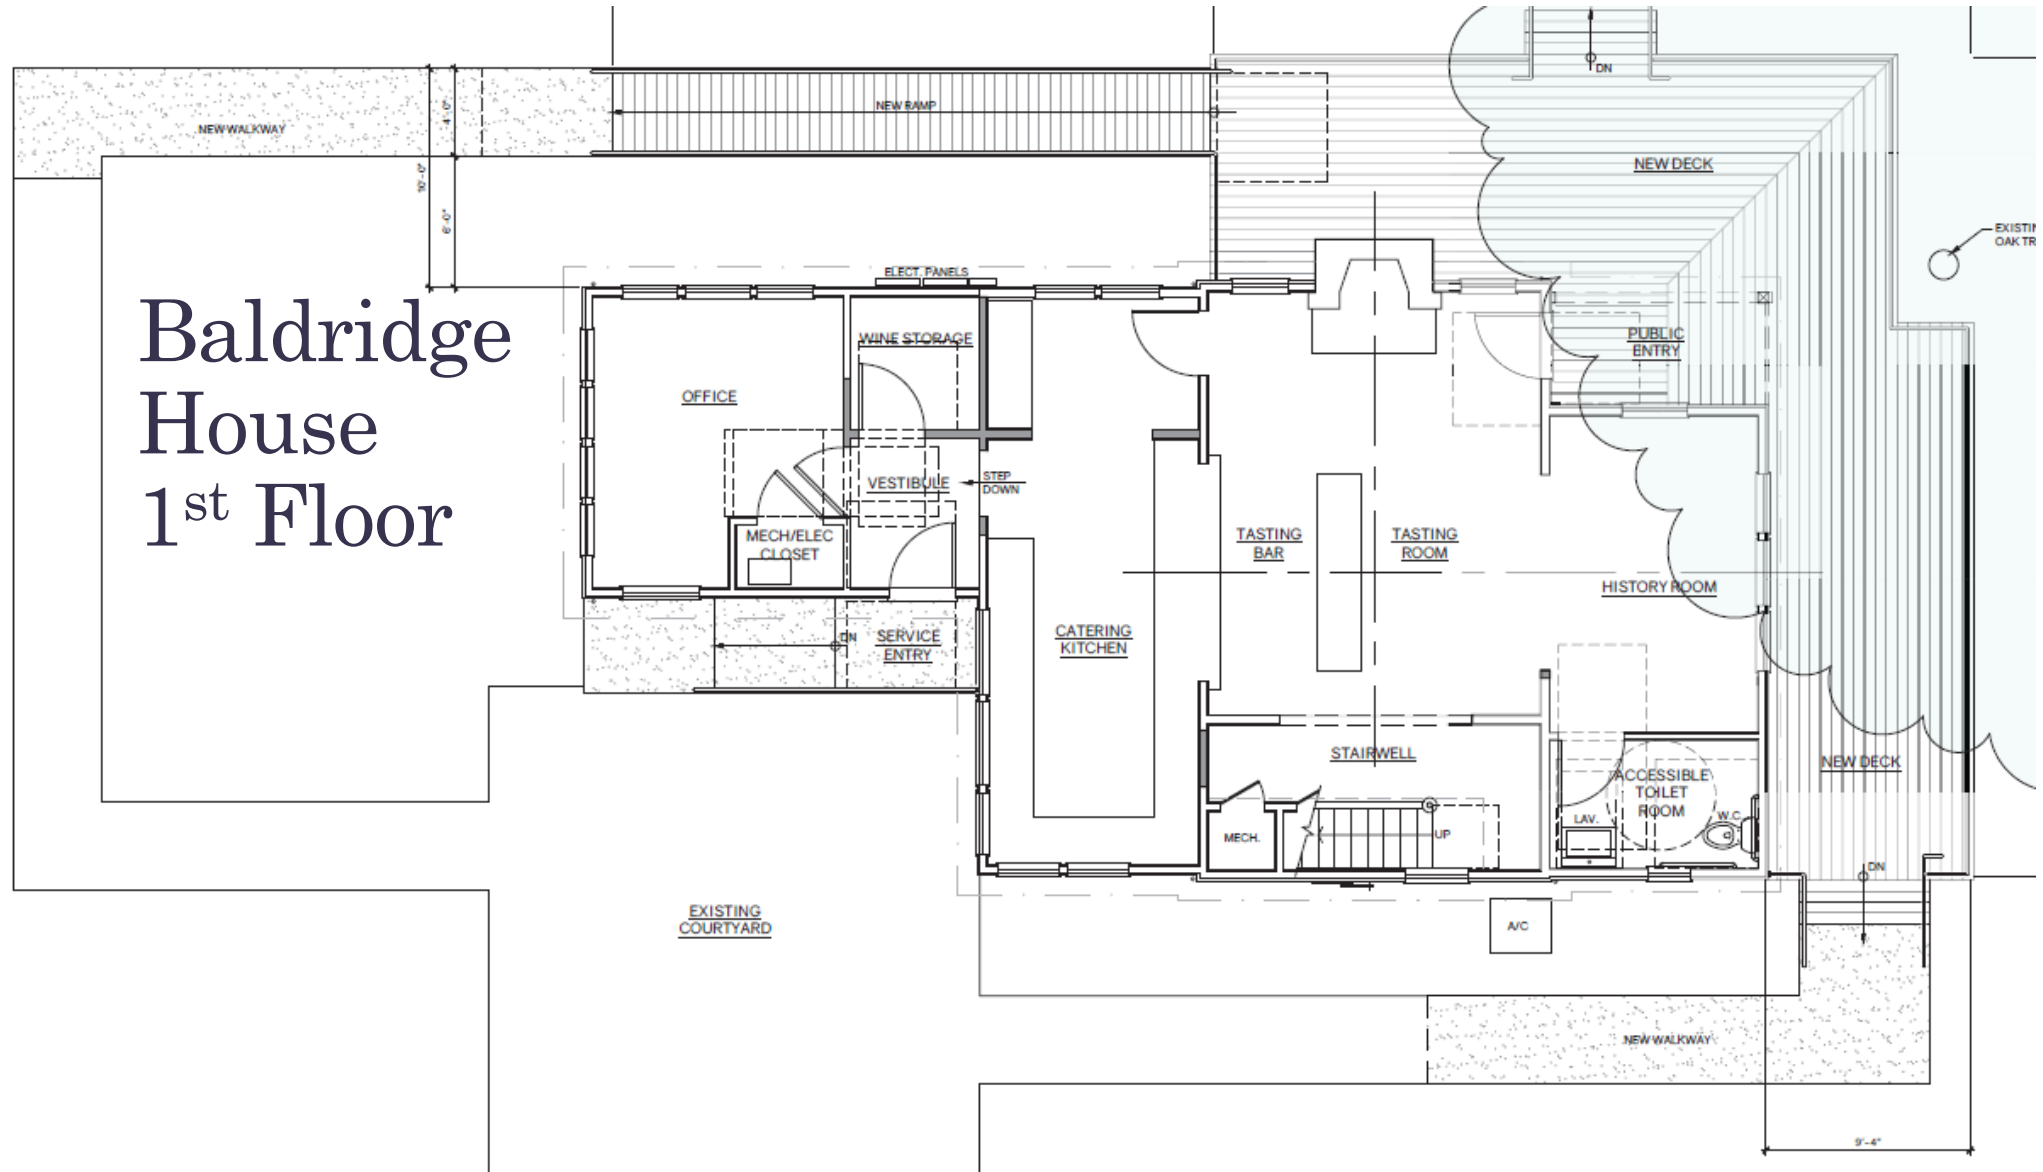 Baldridge
House
1st Floor
NEW WALKWAY
4'-0"
10'-0"
6'-0"
NEW RAMP
DN
NEW DECK
EXISTIN
OAK TR
ELECT. PANELS
WINE STORAGE
OFFICE
PUBLIC
ENTRY
VESTIBULE
STEP
DOWN
MECH/ELEC
CLOSET
TASTING
BAR
TASTING
ROOM
HISTORY ROOM
DN
SERVICE
ENTRY
CATERING
KITCHEN
STAIRWELL
NEW DECK
ACCESSIBLE
TOILET
ROOM
LAV.
W.C.
MECH.
UP
DN
EXISTING
COURTYARD
A/C
NEW WALKWAY
9'-4"